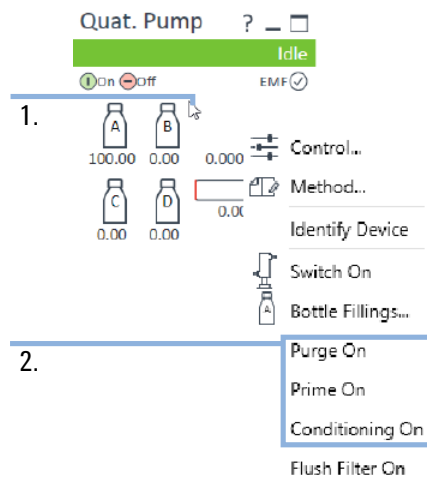 Quat. Pump ?
Idle
On Off EMF
1.
A B
100.00 0.00 0.000
Control...
Method...
C D
0.00 0.00
Identify Device
Switch On
A Bottle Fillings...
2.
Purge On
Prime On
Conditioning On
Flush Filter On